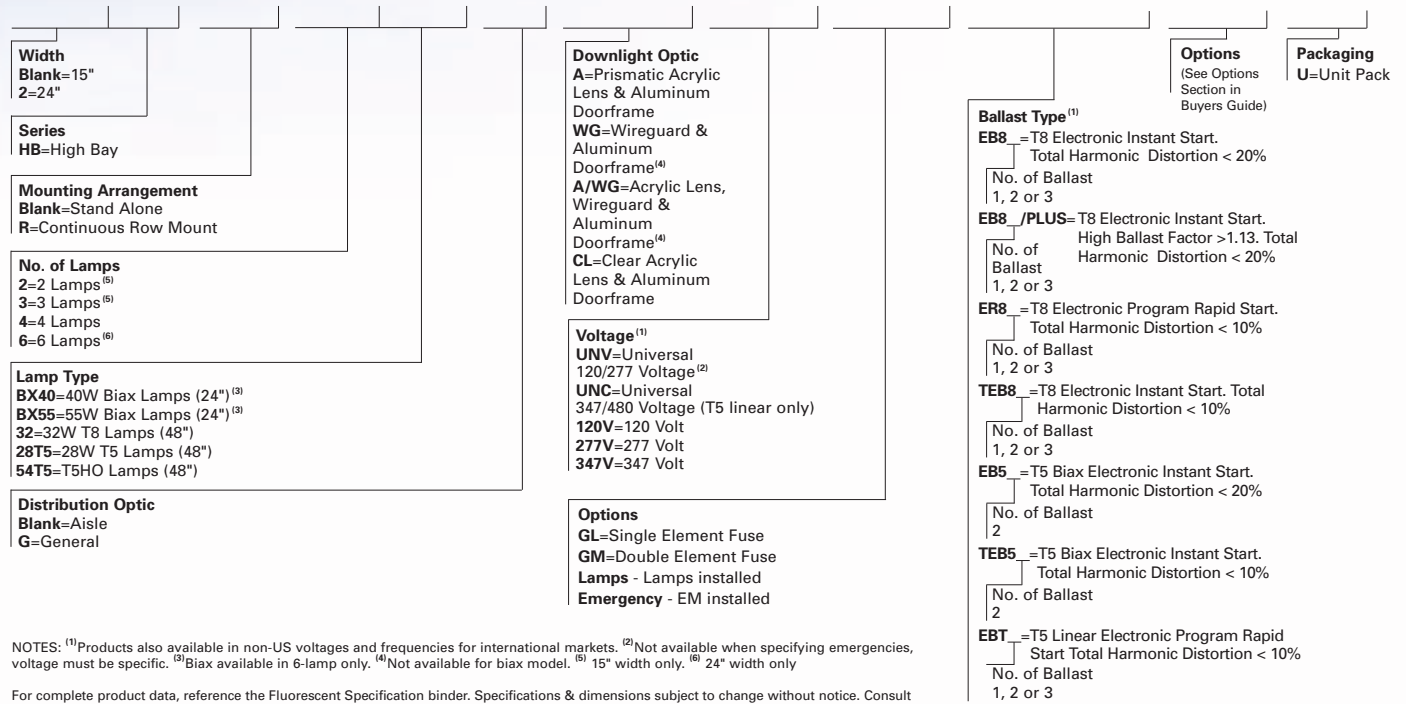 Width
Blank=15"
2=24"
Series
HB=High Bay
Mounting Arrangement
Blank=Stand Alone
R=Continuous Row Mount
No. of Lamps
2=2 Lamps(5)
3=3 Lamps(5)
4=4 Lamps
6=6 Lamps(6)
Lamp Type
BX40=40W Biax Lamps (24")(3)
BX55=55W Biax Lamps (24")(3)
32=32W T8 Lamps (48")
28T5=28W T5 Lamps (48")
54T5=T5HO Lamps (48")
Distribution Optic
Blank=Aisle
G=General
Downlight Optic
A=Prismatic Acrylic
Lens & Aluminum
Doorframe
WG=Wireguard &
Aluminum
Doorframe(4)
A/WG=Acrylic Lens,
Wireguard &
Aluminum
Doorframe(4)
CL=Clear Acrylic
Lens & Aluminum
Doorframe
Voltage(1)
UNV=Universal
120/277 Voltage(2)
UNC=Universal
347/480 Voltage (T5 linear only)
120V=120 Volt
277V=277 Volt
347V=347 Volt
Options
GL=Single Element Fuse
GM=Double Element Fuse
Lamps - Lamps installed
Emergency - EM installed
Ballast Type(1)
EB8_=T8 Electronic Instant Start.
Total Harmonic Distortion < 20%
No. of Ballast
1, 2 or 3
EB8_/PLUS=T8 Electronic Instant Start.
High Ballast Factor >1.13. Total
Harmonic Distortion < 20%
No. of
Ballast
1, 2 or 3
ER8_=T8 Electronic Program Rapid Start.
Total Harmonic Distortion < 10%
No. of Ballast
1, 2 or 3
TEB8_=T8 Electronic Instant Start. Total
Harmonic Distortion < 10%
No. of Ballast
1, 2 or 3
EB5_=T5 Biax Electronic Instant Start.
Total Harmonic Distortion < 20%
No. of Ballast
2
TEB5_=T5 Biax Electronic Instant Start.
Total Harmonic Distortion < 10%
No. of Ballast
2
EBT_=T5 Linear Electronic Program Rapid
Start Total Harmonic Distortion < 10%
No. of Ballast
1, 2 or 3
Options
(See Options
Section in
Buyers Guide)
Packaging
U=Unit Pack
NOTES: (1)Products also available in non-US voltages and frequencies for international markets. (2)Not available when specifying emergencies,
voltage must be specific. (3)Biax available in 6-lamp only. (4)Not available for biax model. (5) 15" width only. (6) 24" width only
For complete product data, reference the Fluorescent Specification binder. Specifications & dimensions subject to change without notice. Consult